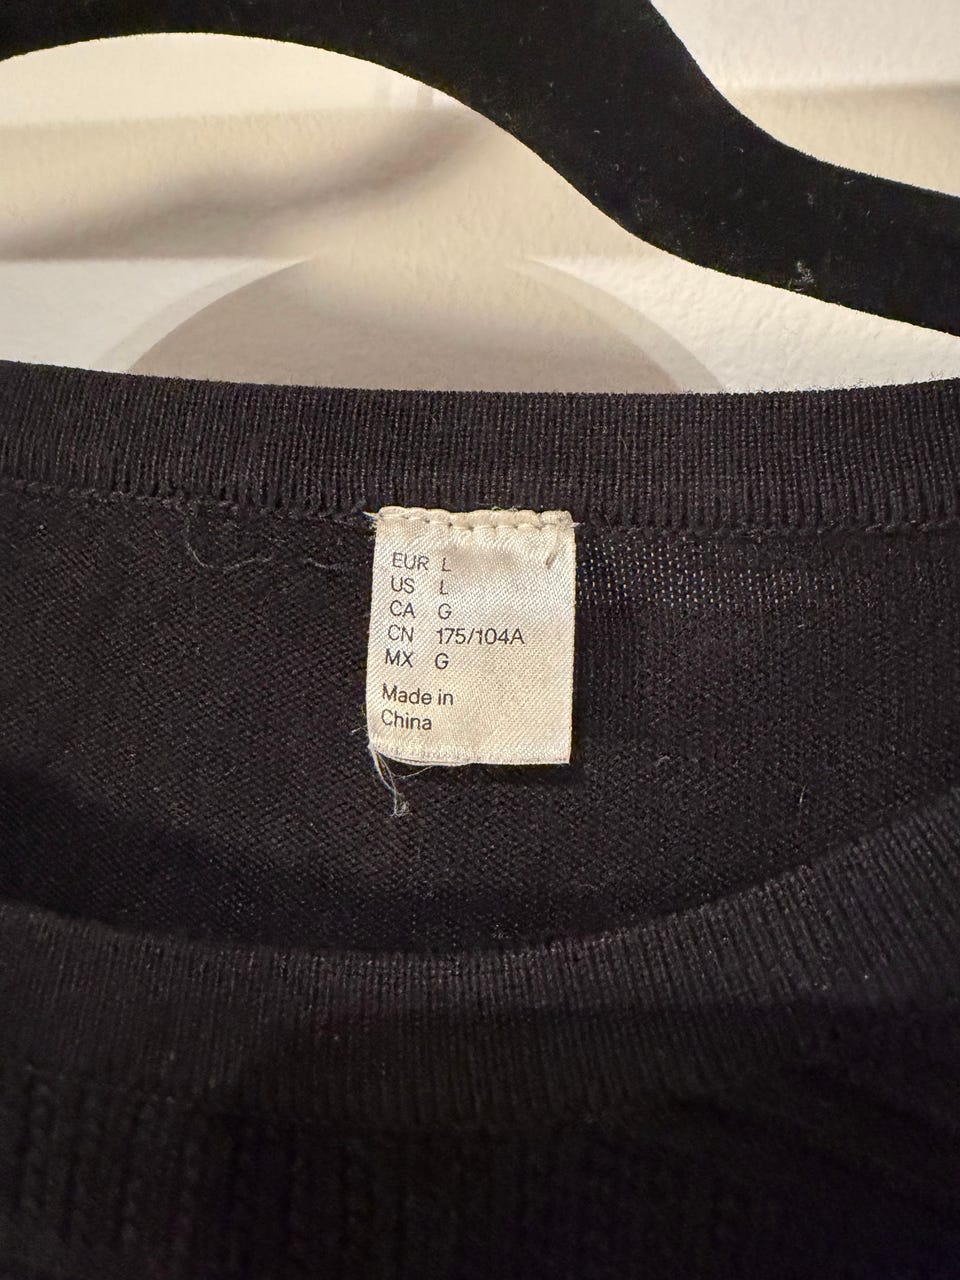 EUR L
US L
CA G
CN 175/104A
MX G
Made in
China